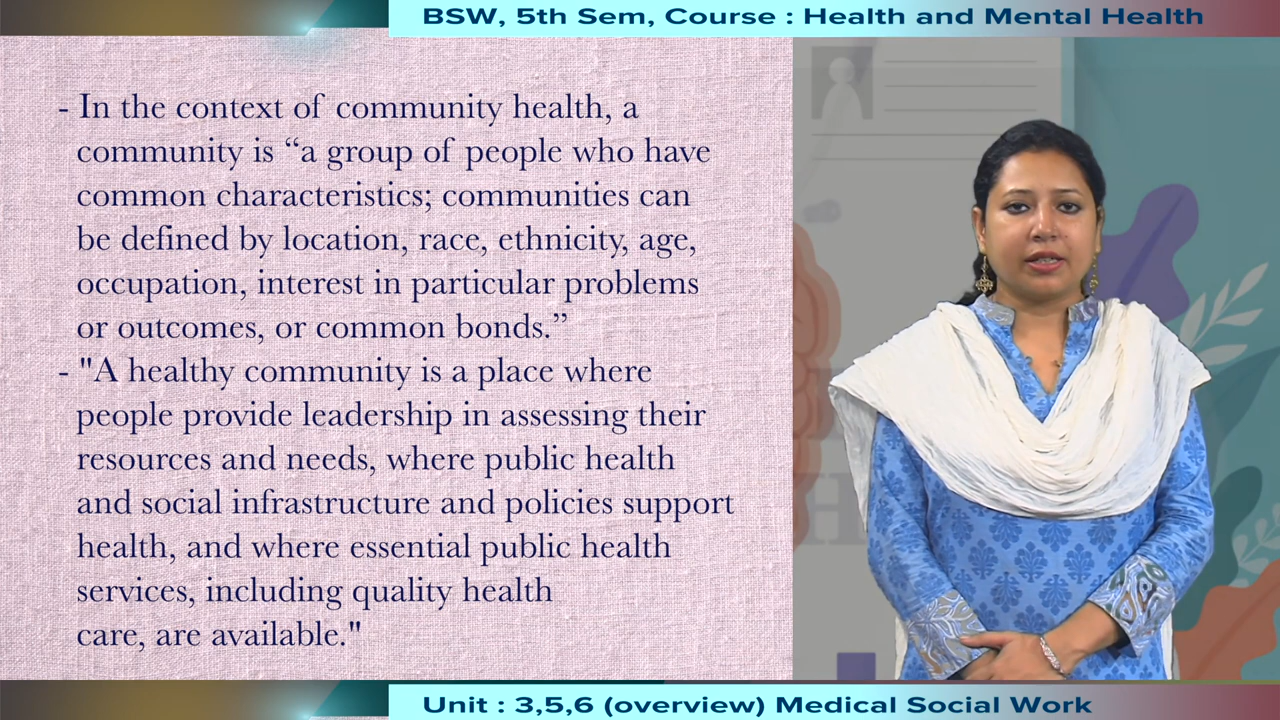 BSW, 5th Sem, Course : Health and Mental Health
- In the context of community health, a
community is “a group of people who have
common characteristics; communities can
be defined by location, race, ethnicity, age,
occupation, interest in particular problems
or outcomes, or common bonds.”
- "A healthy community is a place where
people provide leadership in assessing their
resources and needs, where public health
and social infrastructure and policies support
health, and where essential public health
services, including quality health
care, are available."
Unit : 3,5,6 (overview) Medical Social Work